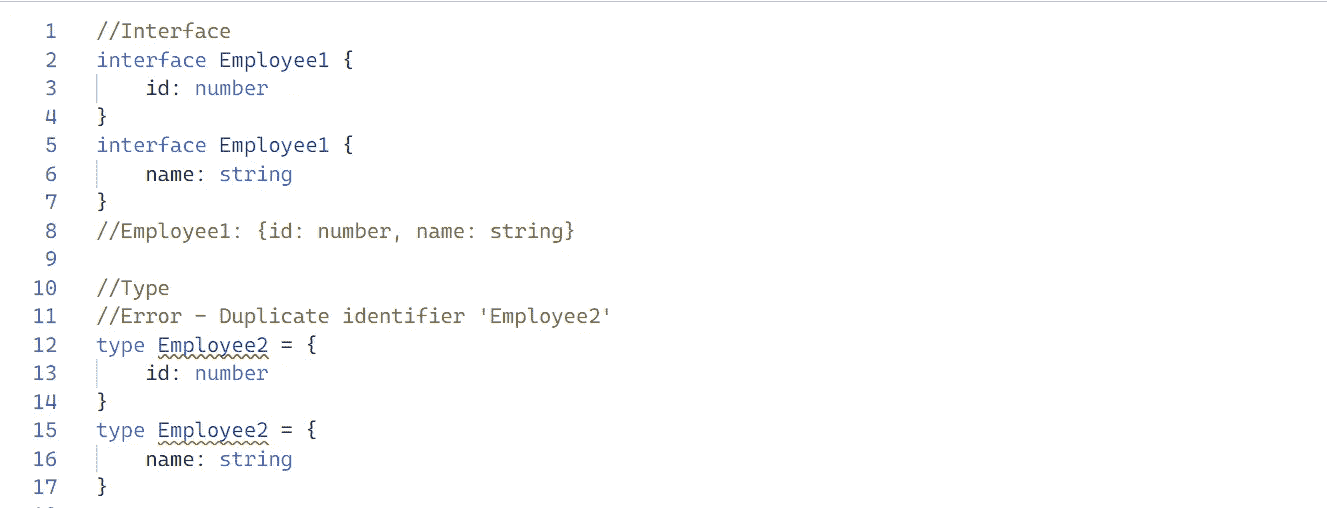 1 //Interface
2 interface Employee1 {
3     id: number
4 }
5 interface Employee1 {
6     name: string
7 }
8 //Employee1: {id: number, name: string}
9
10 //Type
11 //Error - Duplicate identifier 'Employee2'
12 type Employee2 = {
13     id: number
14 }
15 type Employee2 = {
16     name: string
17 }